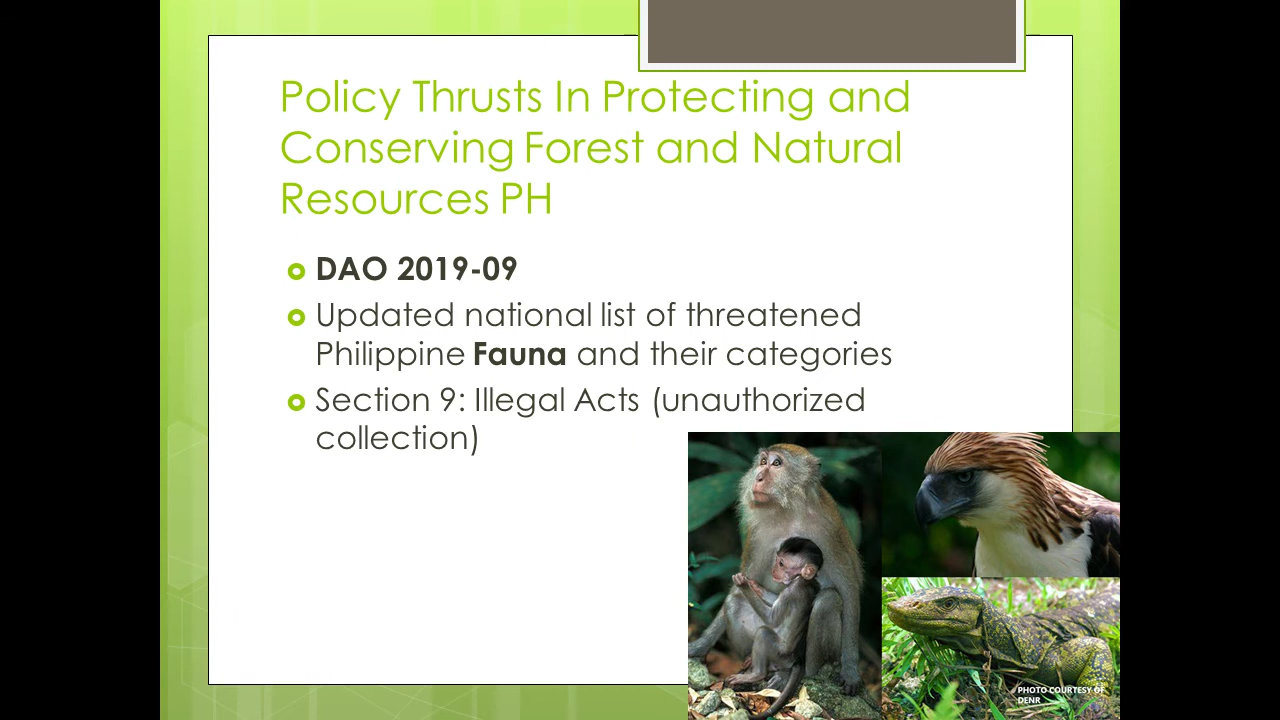 Policy Thrusts In Protecting and
Conserving Forest and Natural
Resources PH
DAO 2019-09
Updated national list of threatened
Philippine Fauna and their categories
Section 9: Illegal Acts (unauthorized
collection)
PHOTO COURTESY OF
DENR